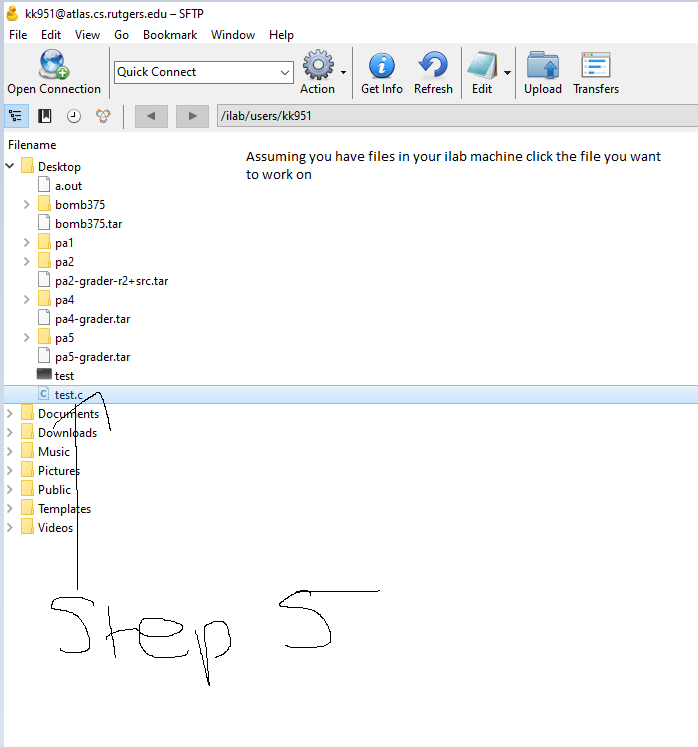 kk951@atlas.cs.rutgers.edu – SFTP
File Edit View Go Bookmark Window Help
Open Connection Quick Connect Action Get Info Refresh Edit Upload Transfers
/ilab/users/kk951
Filename
Assuming you have files in your ilab machine click the file you want
to work on
Desktop
a.out
bomb375
bomb375.tar
pa1
pa2
pa2-grader-r2+src.tar
pa4
pa4-grader.tar
pa5
pa5-grader.tar
test
C test.c
Documents
Downloads
Music
Pictures
Public
Templates
Videos
Step 5